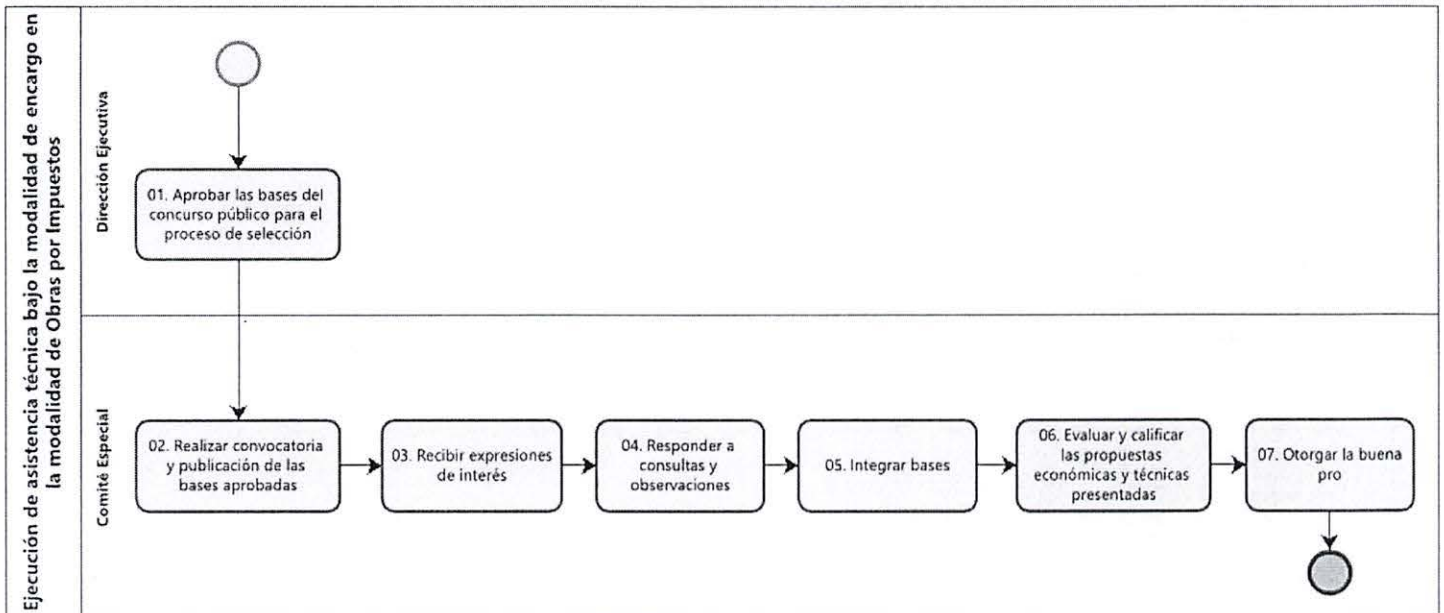 Ejecución de asistencia técnica bajo la modalidad de encargo en
la modalidad de Obras por Impuestos
Dirección Ejecutiva
01. Aprobar las bases del
concurso público para el
proceso de selección
Comité Especial
02. Realizar convocatoria
y publicación de las
bases aprobadas
03. Recibir expresiones
de interés
04. Responder a
consultas y
observaciones
05. Integrar bases
06. Evaluar y calificar
las propuestas
económicas y técnicas
presentadas
07. Otorgar la buena
pro